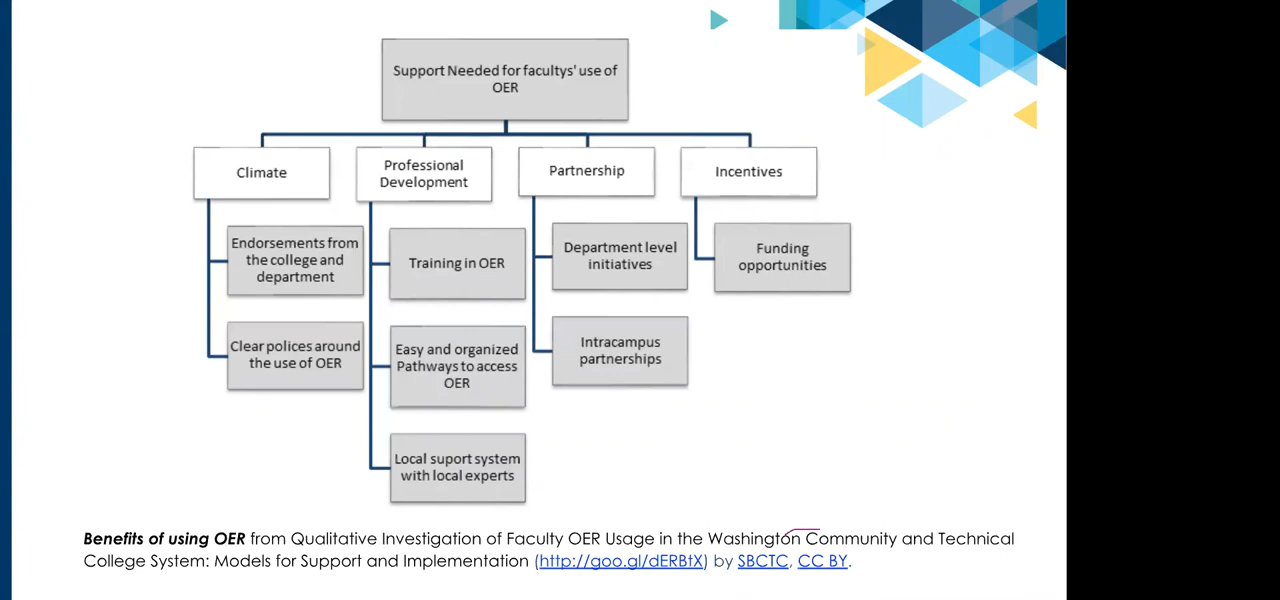 Support Needed for facultys' use of
OER
Climate
Endorsements from
the college and
department
Clear polices around
the use of OER
Professional
Development
Training in OER
Easy and organized
Pathways to access
OER
Local suport system
with local experts
Partnership
Department level
initiatives
Intracampus
partnerships
Incentives
Funding
opportunities
Benefits of using OER from Qualitative Investigation of Faculty OER Usage in the Washington Community and Technical
College System: Models for Support and Implementation (http://goo.gl/dERBtX) by SBCTC, CC BY.